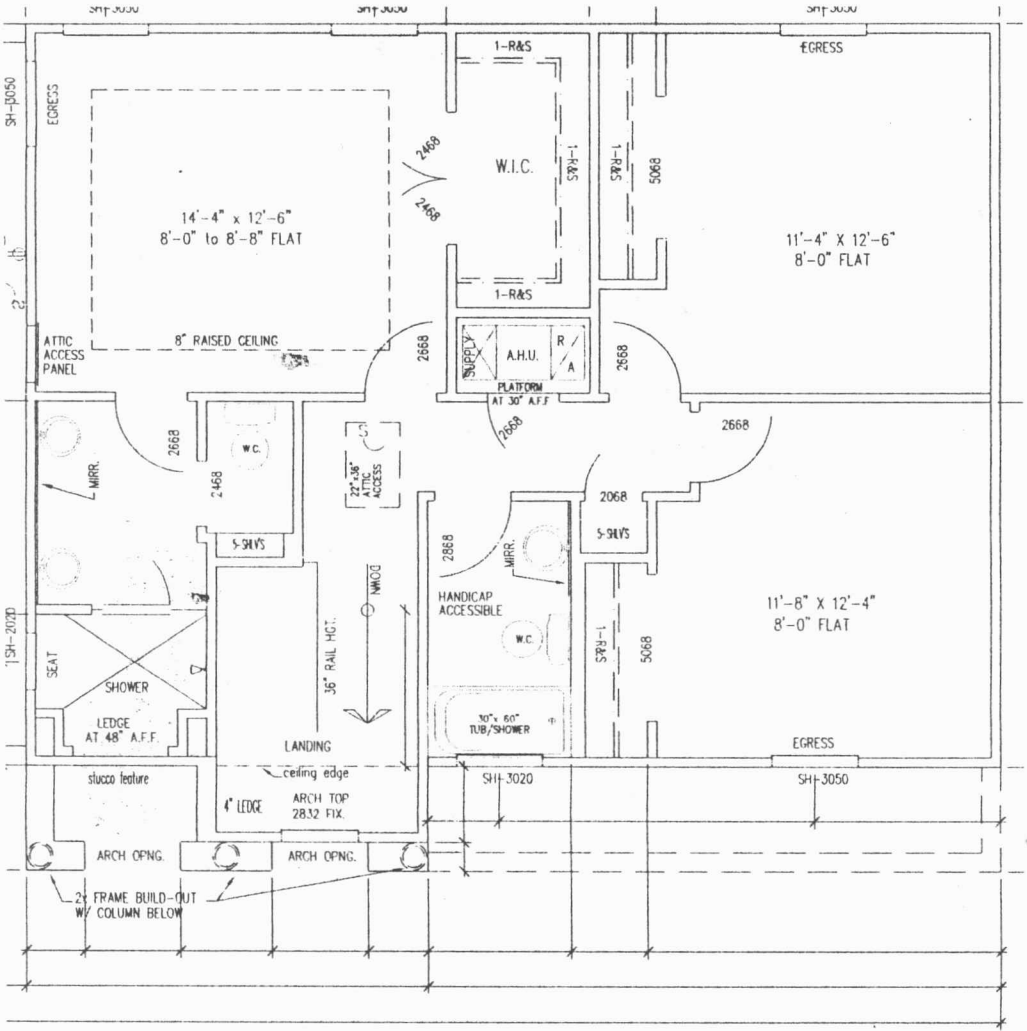 SH-3050
SH-3050
SH-3050
1-R&S
EGRESS
SH-3050
EGRESS
2468
2468
W.I.C.
1-R&S
1-R&S
5068
14'-4" x 12'-6"
8'-0" to 8'-8" FLAT
11'-4" X 12'-6"
8'-0" FLAT
1-R&S
ATTIC
ACCESS
PANEL
8" RAISED CEILING
2668
SUPPLY
A.H.U.
R
A
PLATFORM
AT 30" A.F.F
2668
2668
2668
2668
MIRR.
W.C.
2468
22"x36"
ATTIC
ACCESS
2068
5-SHLV'S
5-SHLV'S
2868
MIRR.
DOWN
HANDICAP
ACCESSIBLE
11'-8" X 12'-4"
8'-0" FLAT
SH-2020
SEAT
SHOWER
36" RAIL HGT.
W.C.
1-R&S
5068
LEDGE
AT 48" A.F.F.
30"x 60"
TUB/SHOWER
LANDING
EGRESS
stucco feature
ceiling edge
SH-3020
SH-3050
4" LEDGE
ARCH TOP
2832 FIX.
ARCH OPNG.
ARCH OPNG.
2x FRAME BUILD-OUT
W/ COLUMN BELOW